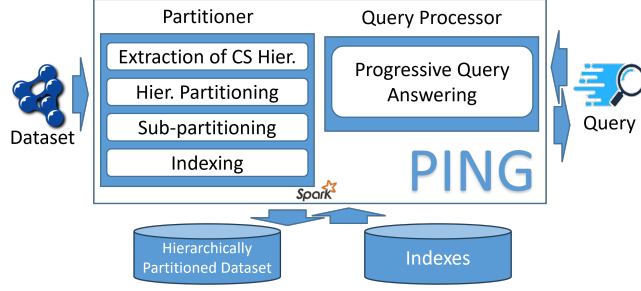 Partitioner
Query Processor
Extraction of CS Hier.
Hier. Partitioning
Sub-partitioning
Indexing
Progressive Query
Answering
Dataset
Query
PING
Spark
Hierarchically
Partitioned Dataset
Indexes